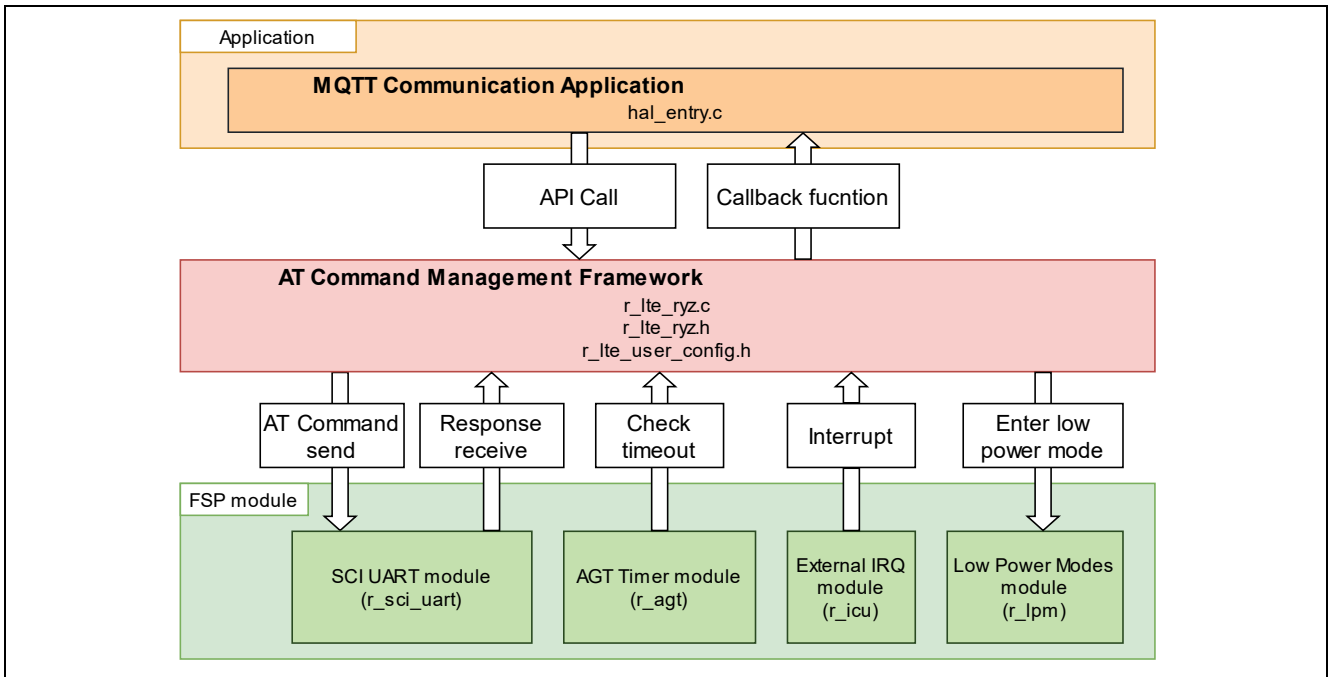 Application
MQTT Communication Application
hal_entry.c
API Call
Callback fucntion
AT Command Management Framework
r_lte_ryz.c
r_lte_ryz.h
r_lte_user_config.h
AT Command
send
Response
receive
Check
timeout
Interrupt
Enter low
power mode
FSP module
SCI UART module
(r_sci_uart)
AGT Timer module
(r_agt)
External IRQ
module
(r_icu)
Low Power Modes
module
(r_lpm)